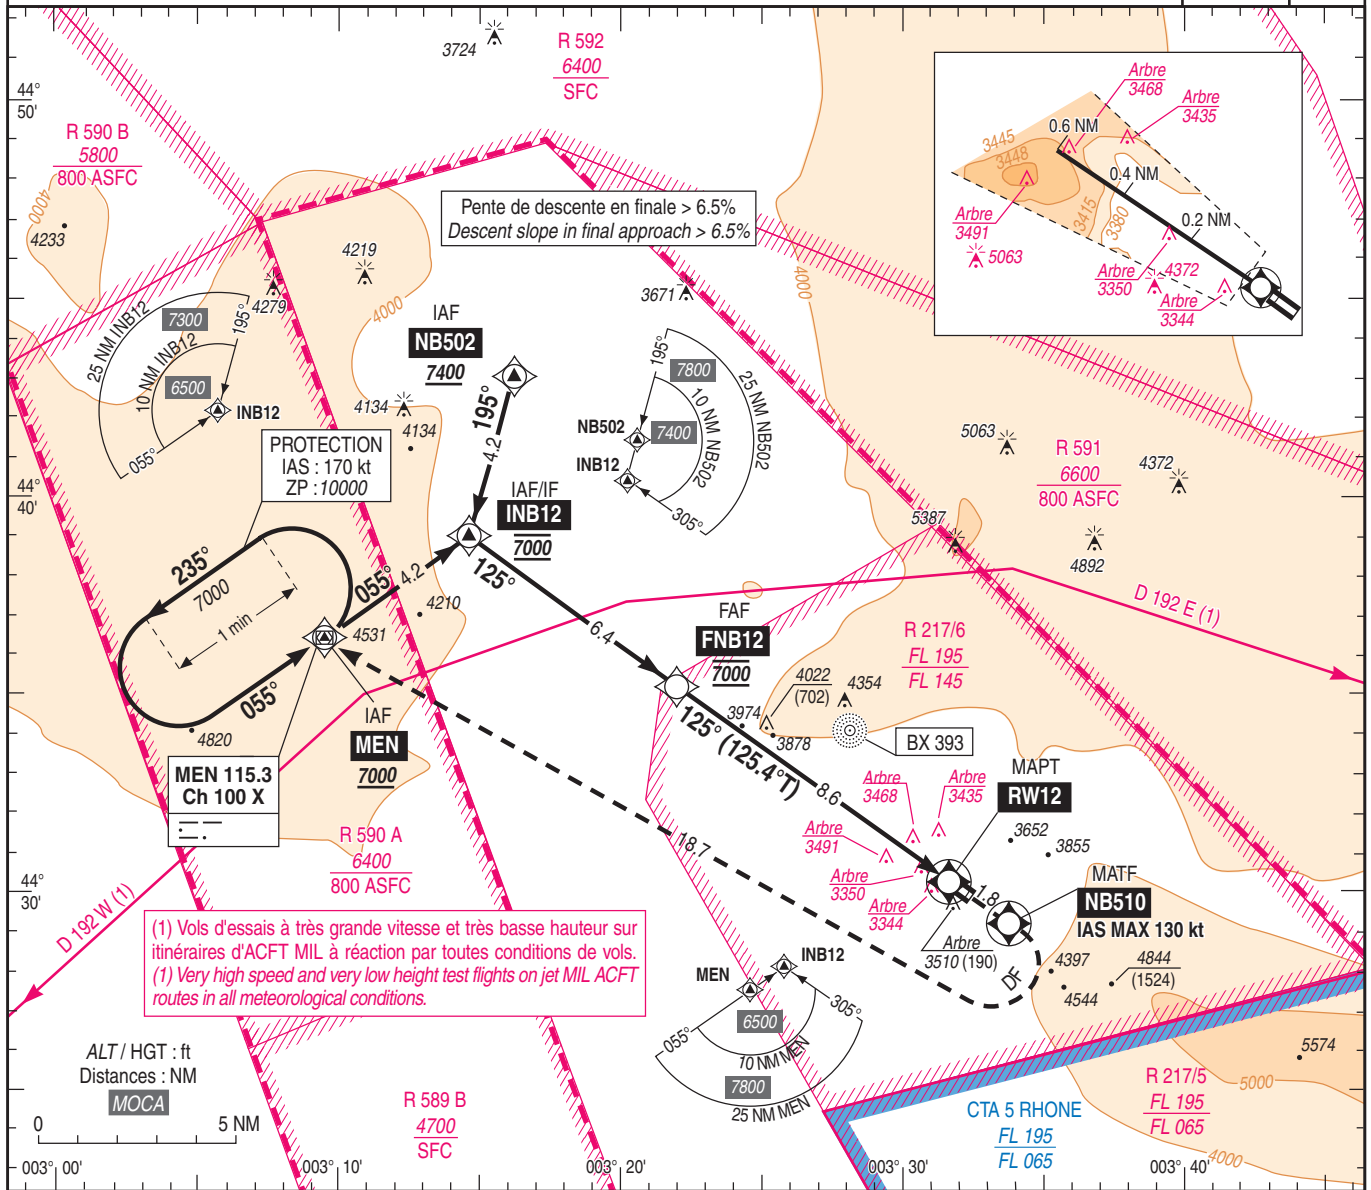 3724
R 592
6400
SFC
44°
50'
R 590 B
5800
800 ASFC
4000
4233
Arbre
3468
Arbre
3435
0.6 NM
3445
3448
0.4 NM
3415
3380
0.2 NM
Arbre
3491
5063
Arbre
3350
4372
Arbre
3344
Pente de descente en finale > 6.5%
Descent slope in final approach > 6.5%
4219
4279
4000
3671
4000
25 NM INB12
7300
195°
10 NM INB12
6500
INB12
055°
IAF
NB502
7400
195°
4.2
195°
7800
25 NM NB502
10 NM NB502
NB502
7400
INB12
305°
4134
4134
PROTECTION
IAS : 170 kt
ZP : 10000
5063
R 591
6600
800 ASFC
4372
44°
40'
IAF/IF
INB12
7000
5387
4892
235°
7000
1 min
055°
4.2
125°
4210
4531
055°
6.4
FAF
FNB12
7000
D 192 E (1)
R 217/6
FL 195
FL 145
4820
IAF
MEN
7000
MEN 115.3
Ch 100 X
125° (125.4°T)
8.6
3974
4022
(702)
4354
3878
BX 393
MAPT
RW12
Arbre
3468
Arbre
3435
Arbre
3491
Arbre
3350
Arbre
3344
3652
3855
R 590 A
6400
800 ASFC
18.7
44°
30'
D 192 W (1)
1.8
MATF
NB510
IAS MAX 130 kt
Arbre
3510 (190)
DF
4397
4544
4844
(1524)
(1) Vols d'essais à très grande vitesse et très basse hauteur sur
itinéraires d'ACFT MIL à réaction par toutes conditions de vols.
(1) Very high speed and very low height test flights on jet MIL ACFT
routes in all meteorological conditions.
MEN
INB12
6500
055°
305°
10 NM MEN
7800
25 NM MEN
5574
5000
4000
ALT / HGT : ft
Distances : NM
MOCA
0
5 NM
R 589 B
4700
SFC
CTA 5 RHONE
FL 195
FL 065
R 217/5
FL 195
FL 065
003° 00'
003° 10'
003° 20'
003° 30'
003° 40'